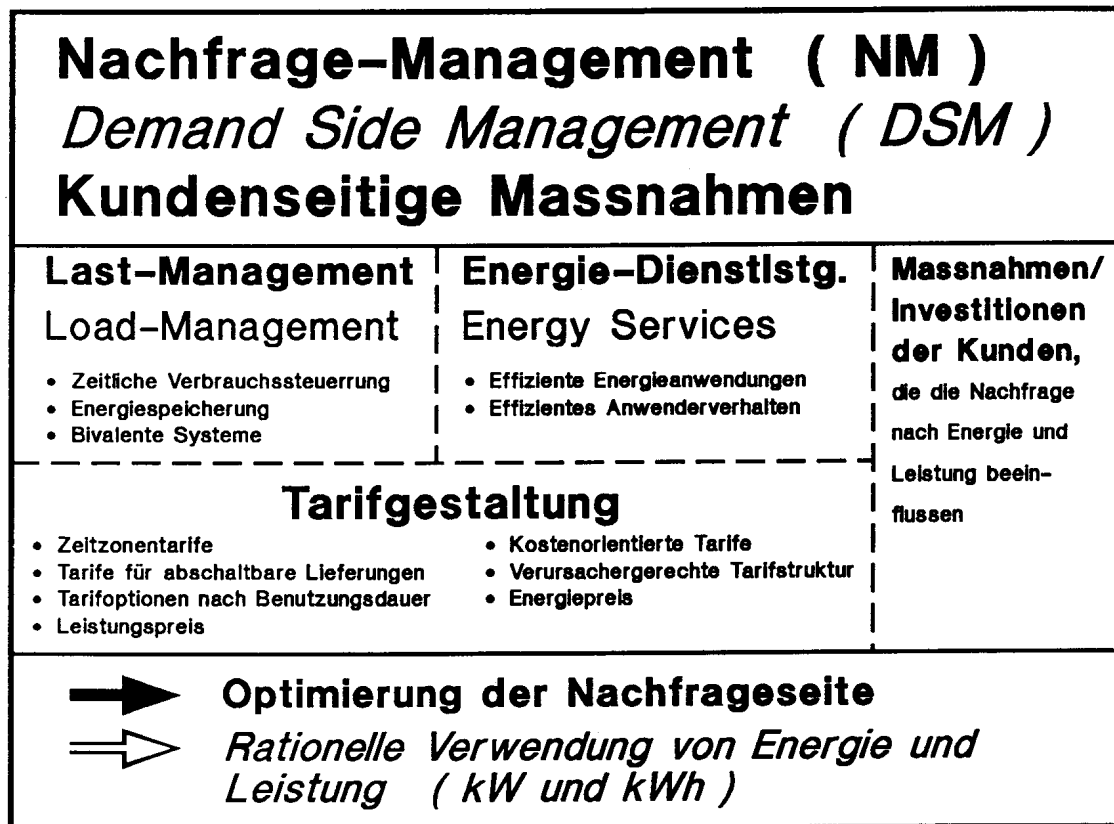 Nachfrage-Management ( NM )
Demand Side Management ( DSM )
Kundenseitige Massnahmen
Last-Management
Load-Management
• Zeitliche Verbrauchssteuerrung
• Energiespeicherung
• Bivalente Systeme
Energie-Dienstlstg.
Energy Services
• Effiziente Energieanwendungen
• Effizientes Anwenderverhalten
Massnahmen/
Investitionen
der Kunden,
die die Nachfrage
nach Energie und
Leistung beein-
flussen
Tarifgestaltung
• Zeitzonentarife
• Tarife für abschaltbare Lieferungen
• Tarifoptionen nach Benutzungsdauer
• Leistungspreis
• Kostenorientierte Tarife
• Verursachergerechte Tarifstruktur
• Energiepreis
Optimierung der Nachfrageseite
Rationelle Verwendung von Energie und
Leistung ( kW und kWh )